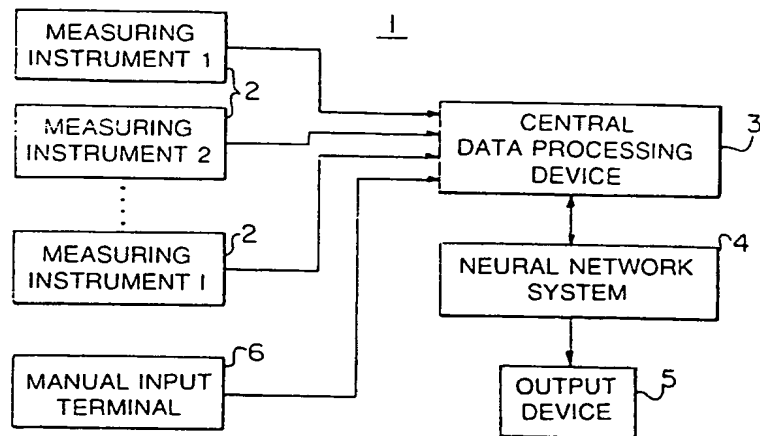 1
MEASURING
INSTRUMENT 1
2
MEASURING
INSTRUMENT 2
MEASURING
INSTRUMENT I
2
MANUAL INPUT
TERMINAL
6
CENTRAL
DATA PROCESSING
DEVICE
3
NEURAL NETWORK
SYSTEM
4
OUTPUT
DEVICE
5